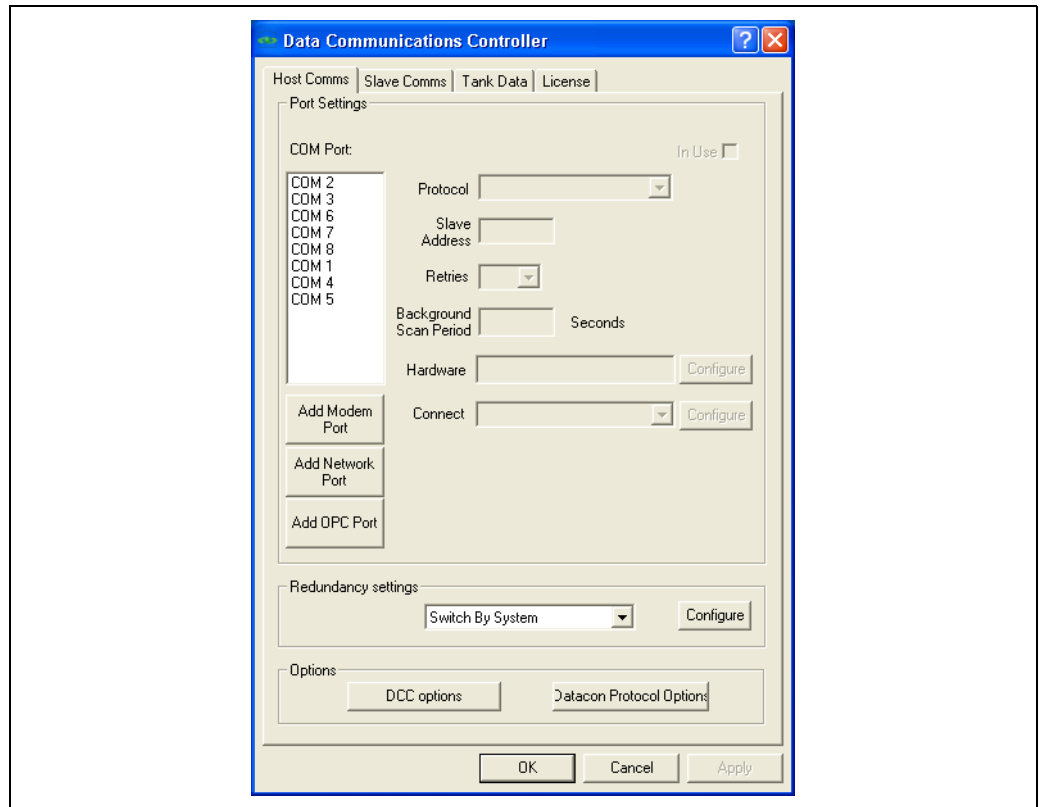 Data Communications Controller
Host Comms Slave Comms Tank Data License
Port Settings
COM Port:
In Use
COM 2
COM 3
COM 6
COM 7
COM 8
COM 1
COM 4
COM 5
Protocol
Slave
Address
Retries
Background
Scan Period
Seconds
Hardware
Configure
Connect
Configure
Add Modem
Port
Add Network
Port
Add OPC Port
Redundancy settings
Switch By System
Configure
Options
DCC options
Datacon Protocol Options
OK
Cancel
Apply